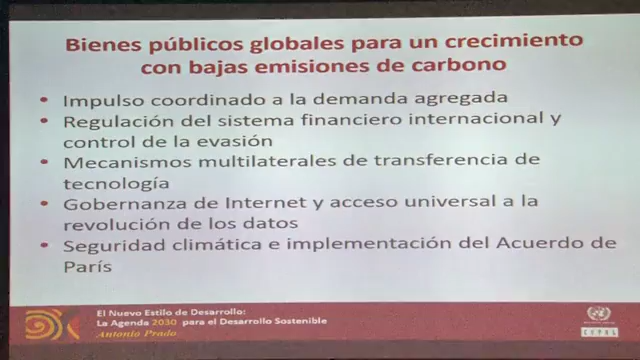 Bienes públicos globales para un crecimiento
con bajas emisiones de carbono
• Impulso coordinado a la demanda agregada
• Regulación del sistema financiero internacional y
control de la evasión
• Mecanismos multilaterales de transferencia de
tecnología
• Gobernanza de Internet y acceso universal a la
revolución de los datos
• Seguridad climática e implementación del Acuerdo de
París
El Nuevo Estilo de Desarrollo:
La Agenda 2030 para el Desarrollo Sostenible
Antonio Prado
CEPAL